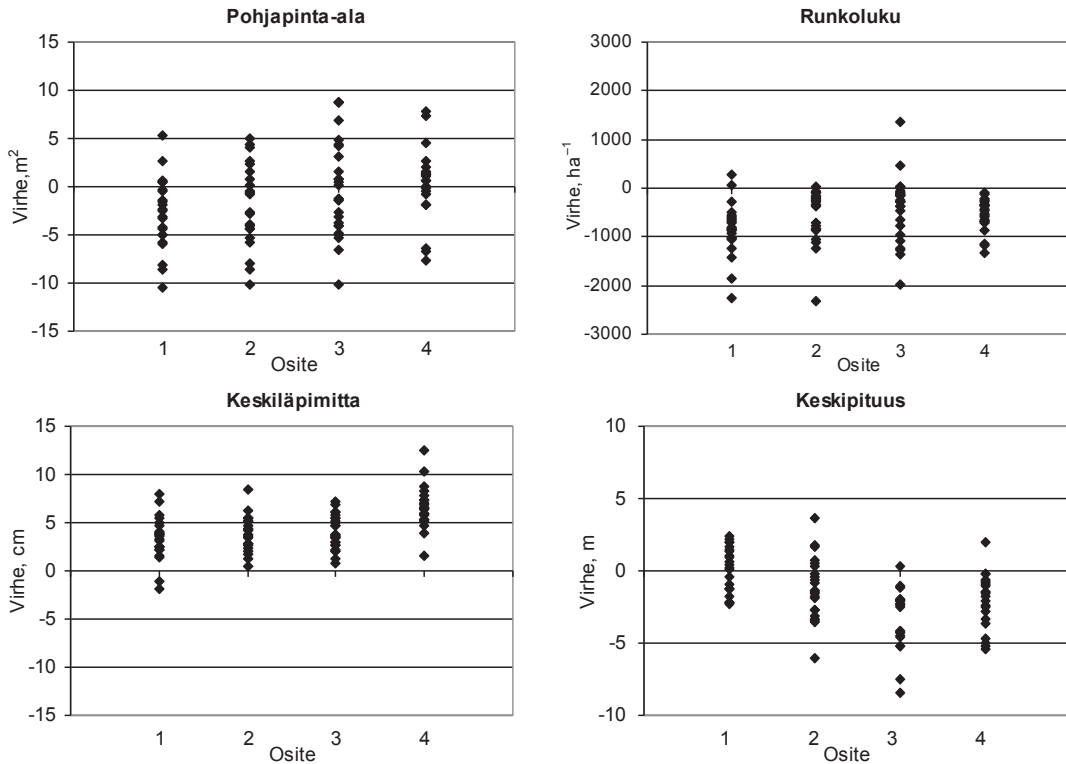 Pohjapinta-ala
15
10
5
0
-5
-10
-15
Virhe,m²
1 2 3 4
Osite
Runkoluku
3000
2000
1000
0
-1000
-2000
-3000
Virhe, ha⁻¹
1 2 3 4
Osite
Keskiläpimitta
15
10
5
0
-5
-10
-15
Virhe, cm
1 2 3 4
Osite
Keskipituus
10
5
0
-5
-10
Virhe, m
1 2 3 4
Osite